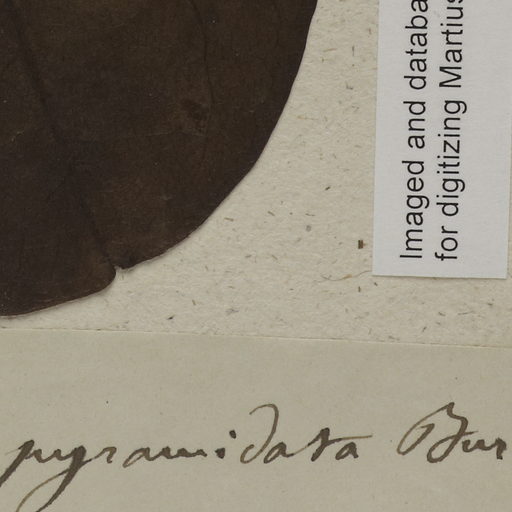 Imaged and databa
for digitizing Martius
pyramidata Bur